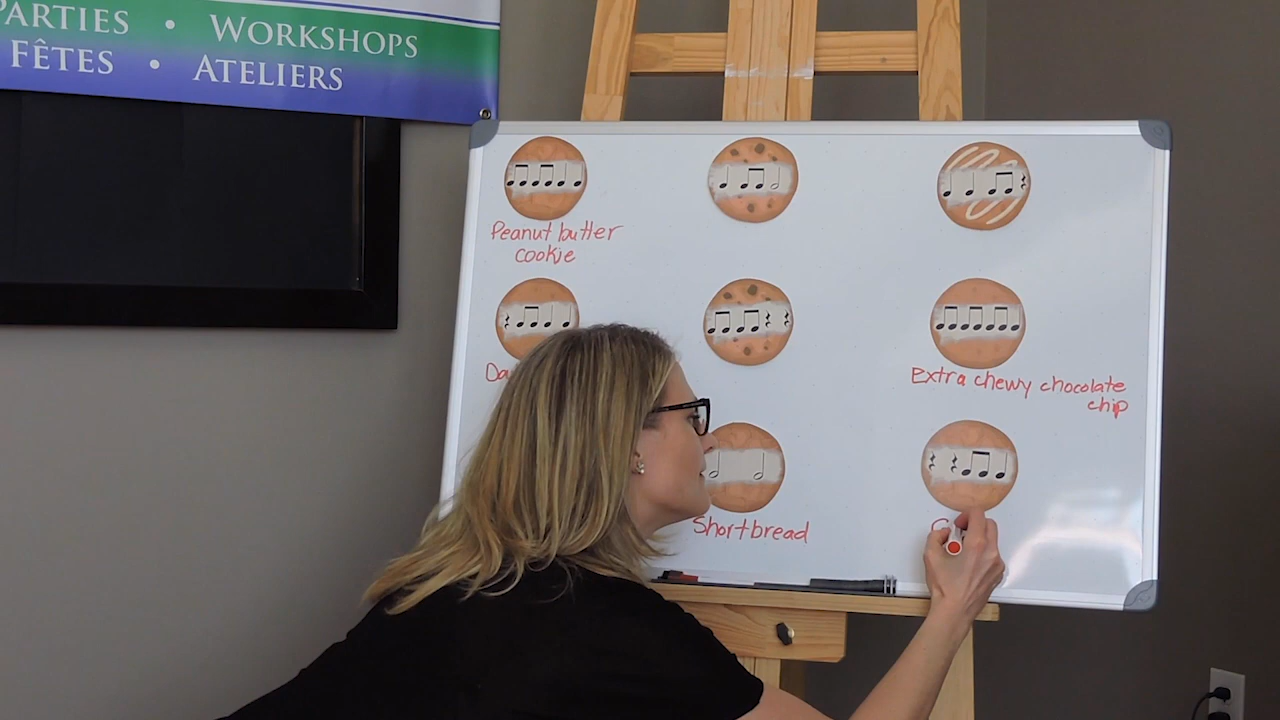 PARTIES • WORKSHOPS
FÊTES • ATELIERS
Peanut butter
cookie
Extra chewy chocolate
chip
Shortbread